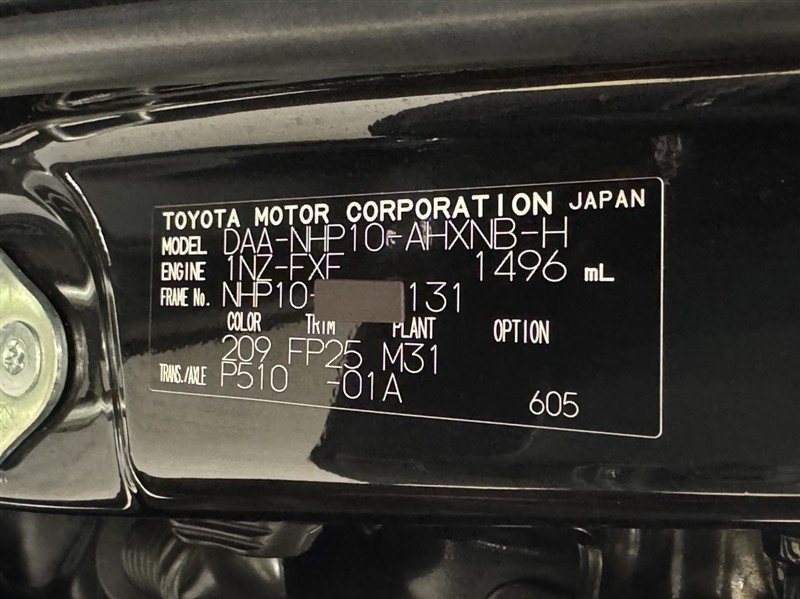 TOYOTA MOTOR CORPORATION JAPAN
MODEL DAA-NHP10-AHXNB-H
ENGINE 1NZ-FXE 1496 mL
FRAME No. NHP10- 131
COLOR TRIM PLANT OPTION
209 FP25 M31
TRANS./AXLE P510 -01A
605